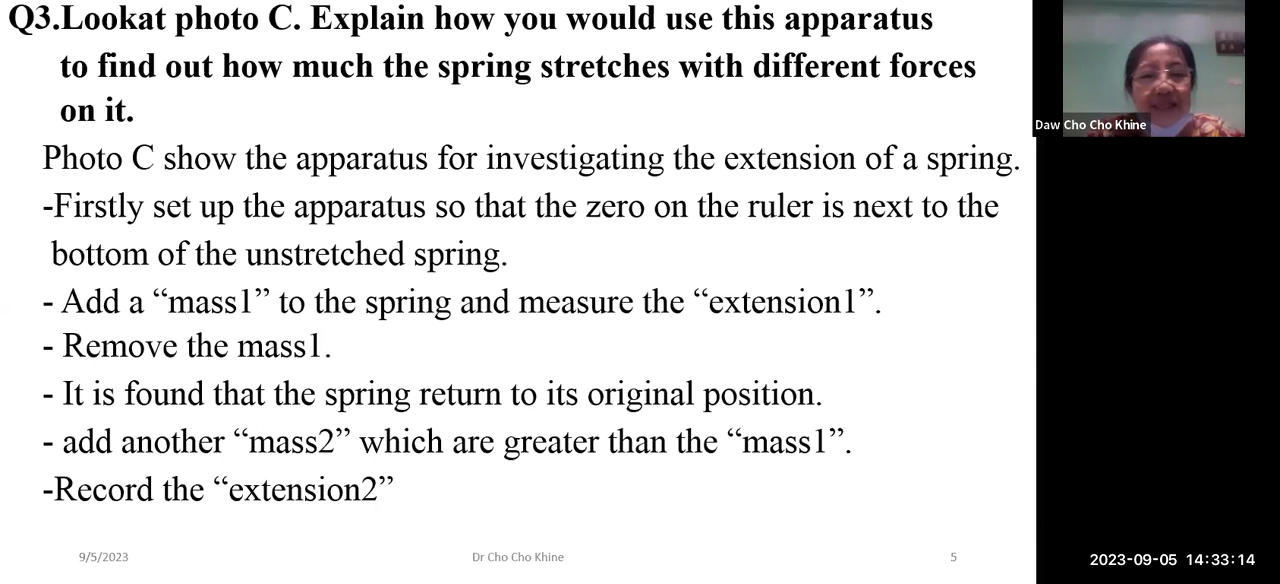 Q3.Lookat photo C. Explain how you would use this apparatus
to find out how much the spring stretches with different forces
on it.
Photo C show the apparatus for investigating the extension of a spring.
-Firstly set up the apparatus so that the zero on the ruler is next to the
bottom of the unstretched spring.
- Add a “mass1” to the spring and measure the “extension1”.
- Remove the mass1.
- It is found that the spring return to its original position.
- add another “mass2” which are greater than the “mass1”.
-Record the “extension2”
9/5/2023
Dr Cho Cho Khine
5
Daw Cho Cho Khine
2023-09-05 14:33:14